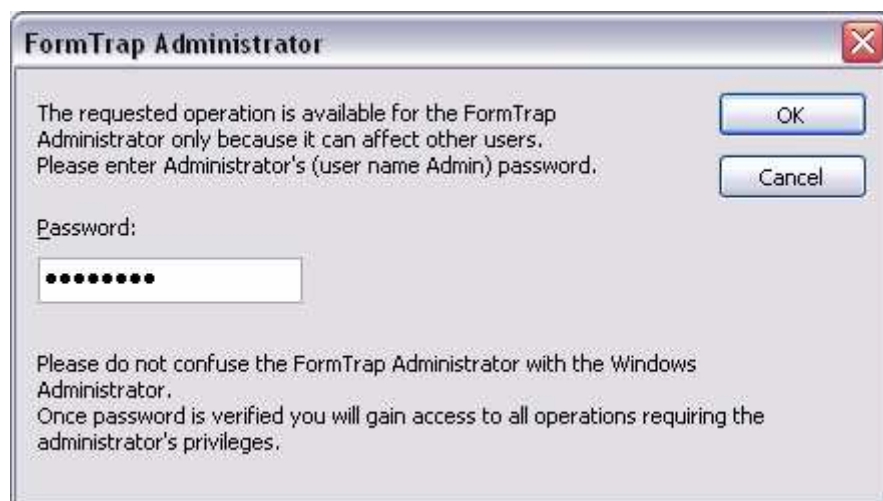 FormTrap Administrator
The requested operation is available for the FormTrap
Administrator only because it can affect other users.
Please enter Administrator's (user name Admin) password.
OK
Cancel
Password:
••••••••
Please do not confuse the FormTrap Administrator with the Windows
Administrator.
Once password is verified you will gain access to all operations requiring the
administrator's privileges.